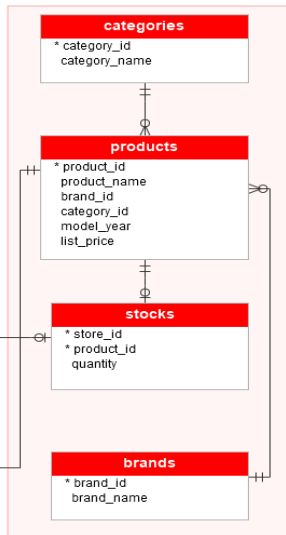 categories
* category_id
category_name
products
* product_id
product_name
brand_id
category_id
model_year
list_price
stocks
* store_id
* product_id
quantity
brands
* brand_id
brand_name